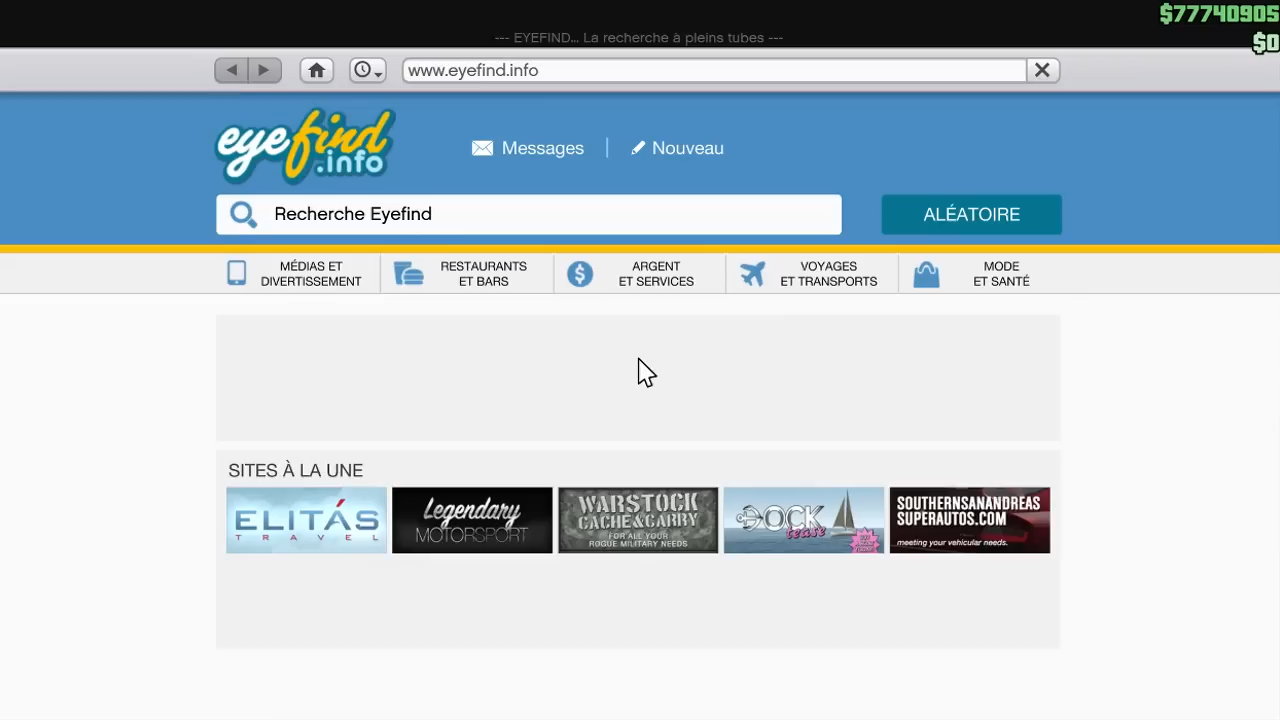 $77740905
--- EYEFIND... La recherche à pleins tubes ---
$0
www.eyefind.info
eyefind
.info
Messages
Nouveau
Recherche Eyefind
ALÉATOIRE
MÉDIAS ET
DIVERTISSEMENT
RESTAURANTS
ET BARS
ARGENT
ET SERVICES
VOYAGES
ET TRANSPORTS
MODE
ET SANTÉ
SITES À LA UNE
ELITÁS
TRAVEL
Legendary
MOTORSPORT
WARSTOCK
CACHE&CARRY
FOR ALL YOUR
ROGUE MILITARY NEEDS
DOCK
tease
SOUTHERNSANANDREAS
SUPERAUTOS.COM
meeting your vehicular needs.